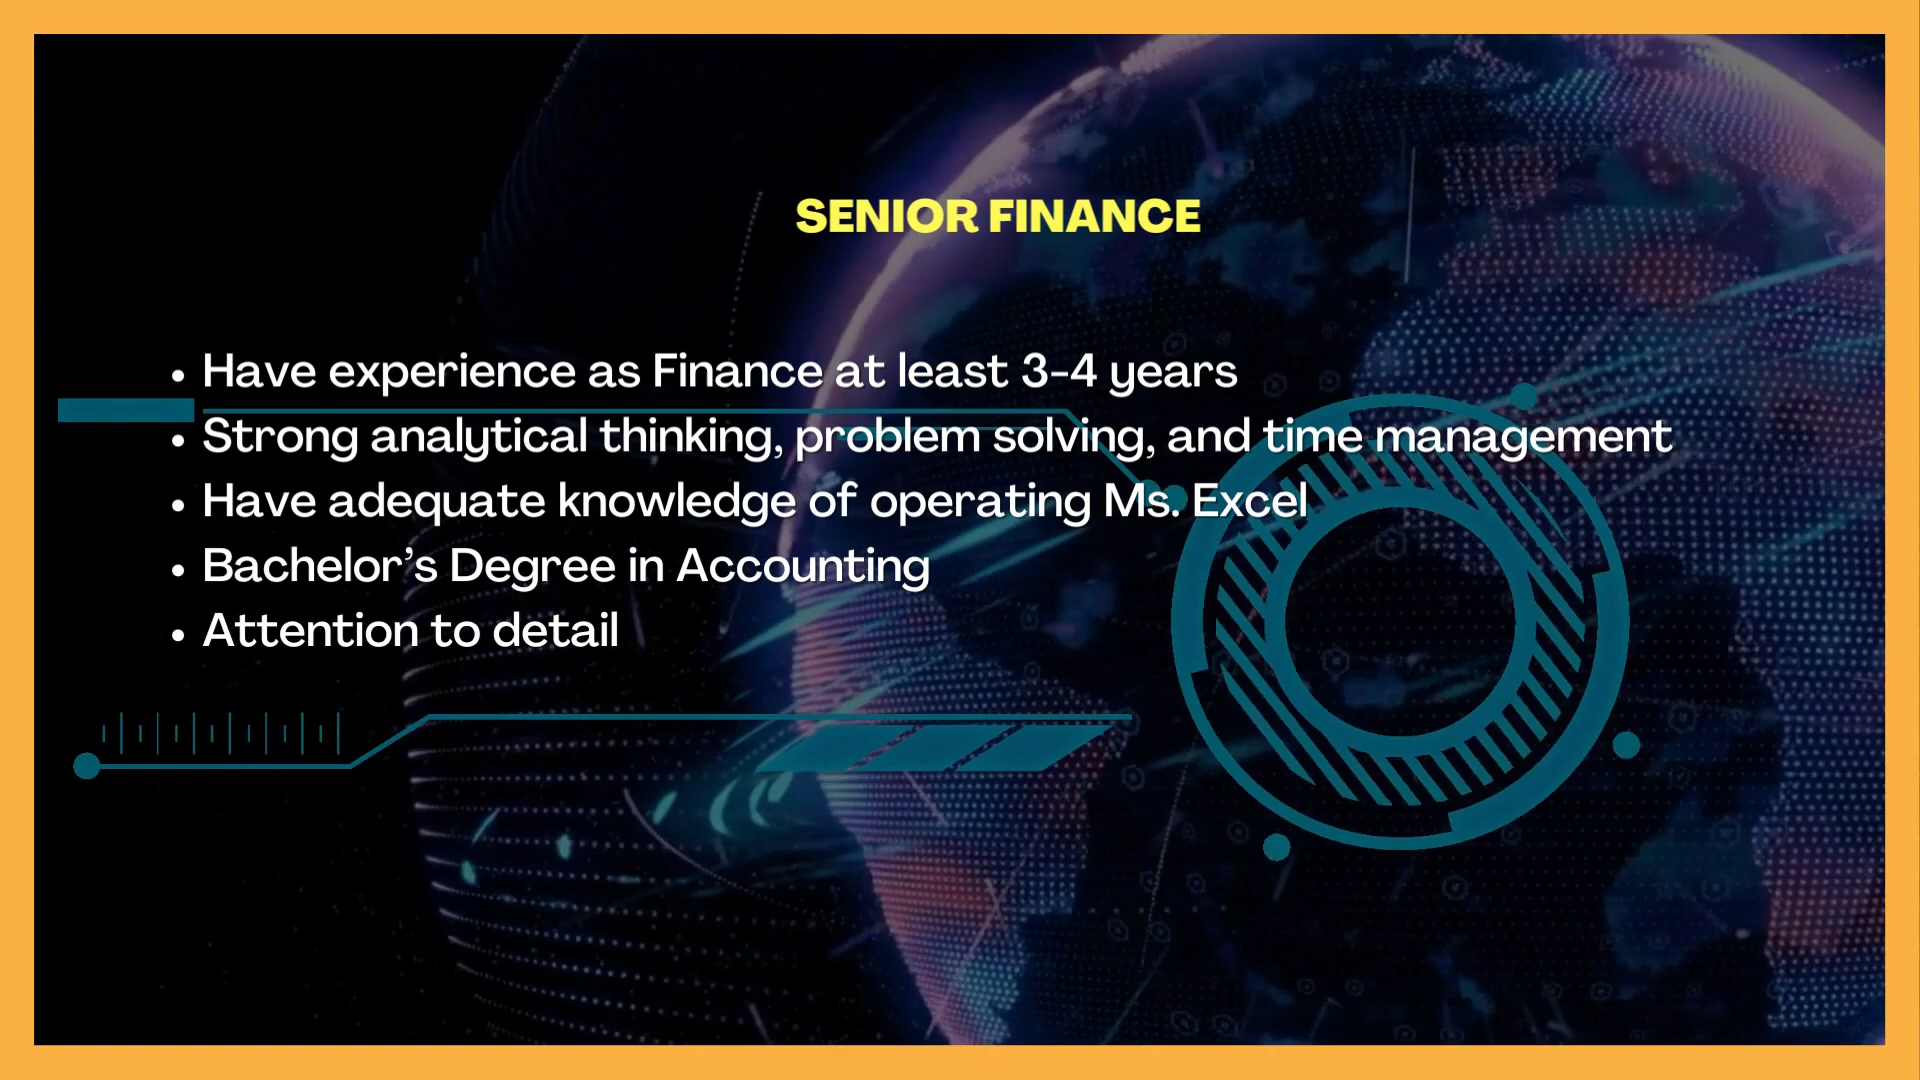 SENIOR FINANCE
• Have experience as Finance at least 3-4 years
• Strong analytical thinking, problem solving, and time management
• Have adequate knowledge of operating Ms. Excel
• Bachelor’s Degree in Accounting
• Attention to detail